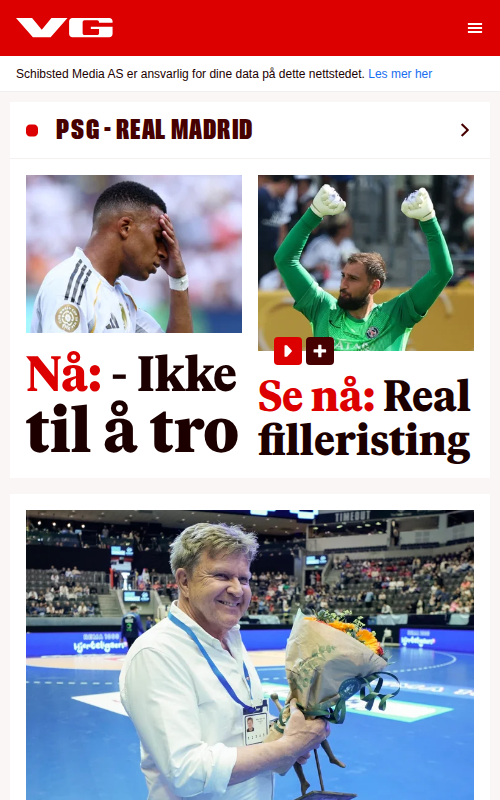 VG
Schibsted Media AS er ansvarlig for dine data på dette nettstedet. Les mer her
PSG - REAL MADRID
Nå: - Ikke
til å tro
Se nå: Real
filleristing
TIMEOUT